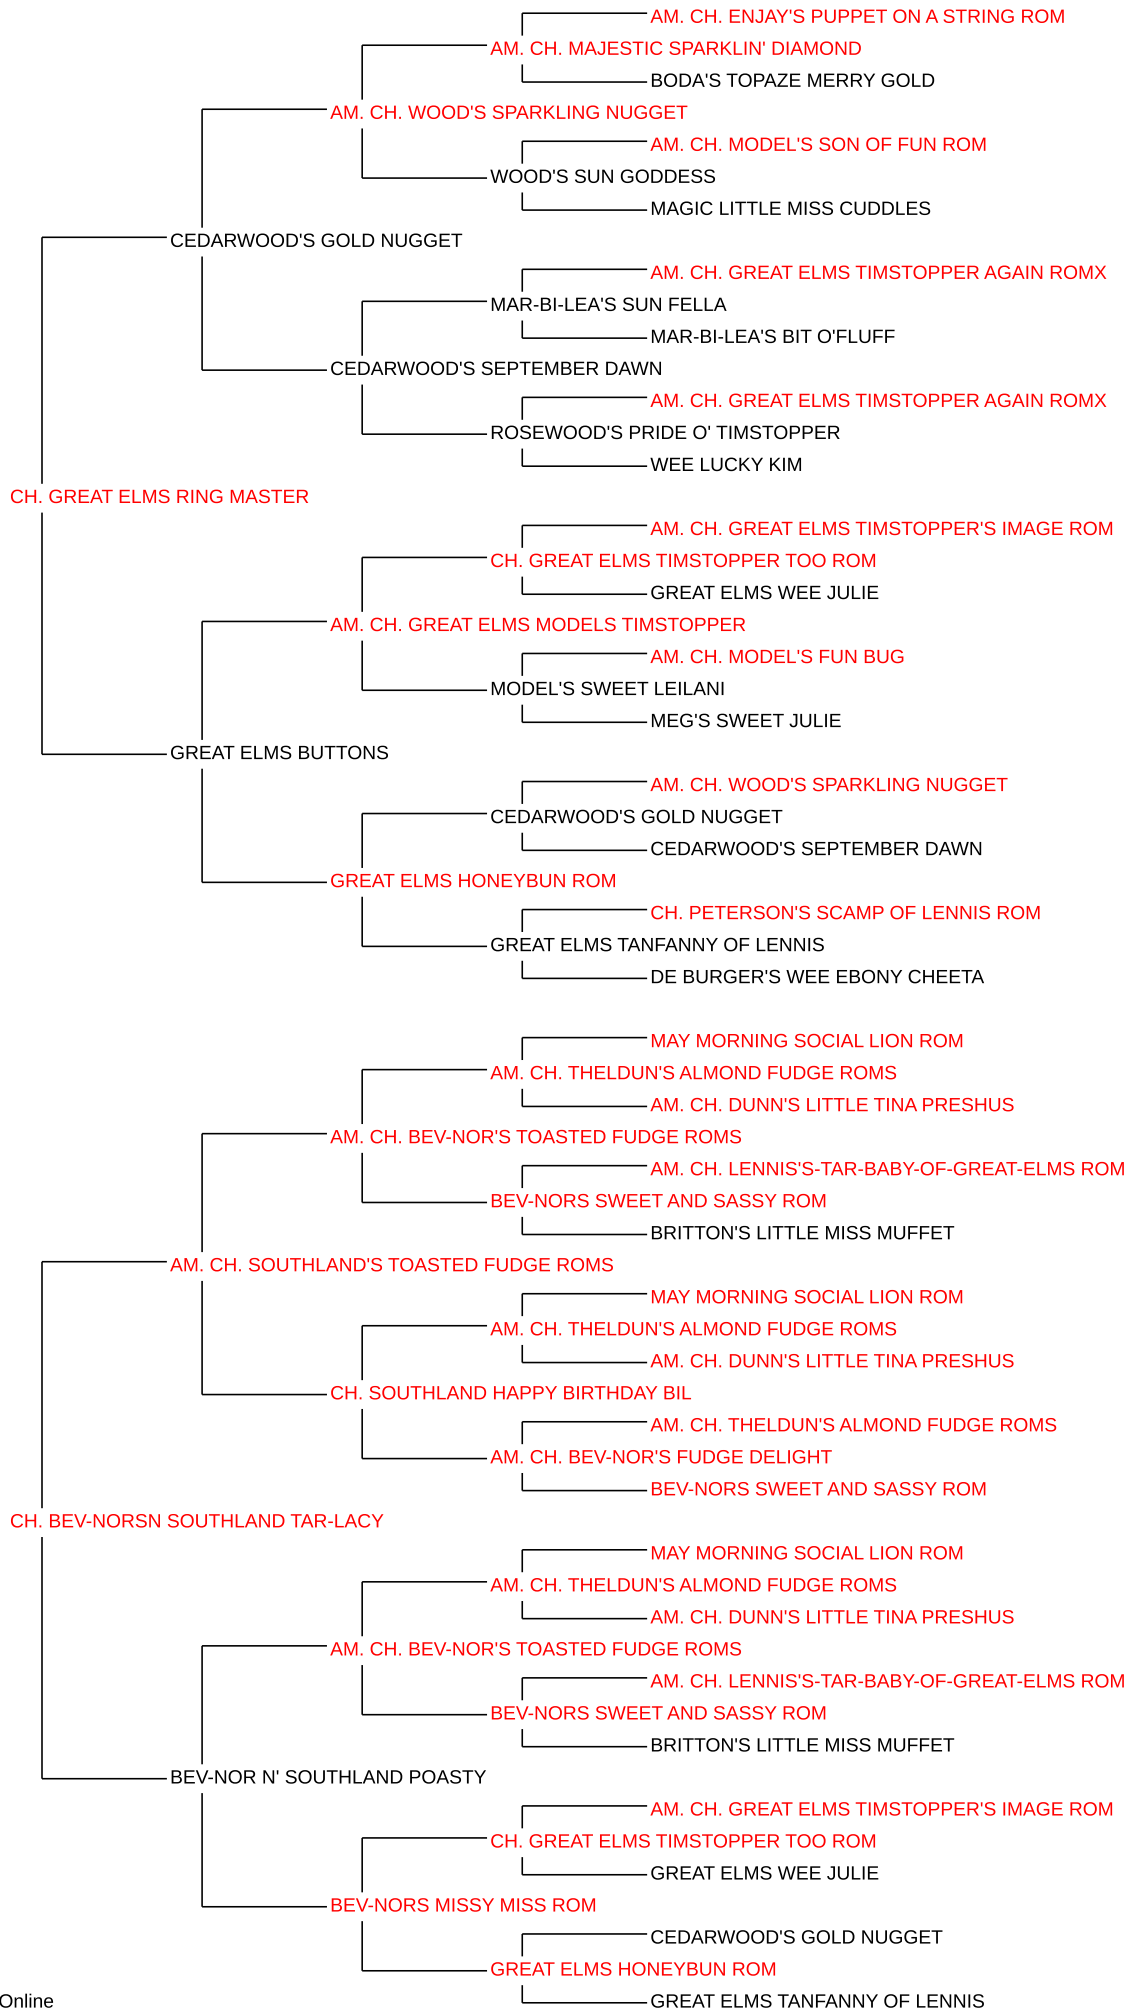 AM. CH. ENJAY'S PUPPET ON A STRING ROM
AM. CH. MAJESTIC SPARKLIN' DIAMOND
BODA'S TOPAZE MERRY GOLD
AM. CH. WOOD'S SPARKLING NUGGET
AM. CH. MODEL'S SON OF FUN ROM
WOOD'S SUN GODDESS
MAGIC LITTLE MISS CUDDLES
CEDARWOOD'S GOLD NUGGET
AM. CH. GREAT ELMS TIMSTOPPER AGAIN ROMX
MAR-BI-LEA'S SUN FELLA
MAR-BI-LEA'S BIT O'FLUFF
CEDARWOOD'S SEPTEMBER DAWN
AM. CH. GREAT ELMS TIMSTOPPER AGAIN ROMX
ROSEWOOD'S PRIDE O' TIMSTOPPER
WEE LUCKY KIM
CH. GREAT ELMS RING MASTER
AM. CH. GREAT ELMS TIMSTOPPER'S IMAGE ROM
CH. GREAT ELMS TIMSTOPPER TOO ROM
GREAT ELMS WEE JULIE
AM. CH. GREAT ELMS MODELS TIMSTOPPER
AM. CH. MODEL'S FUN BUG
MODEL'S SWEET LEILANI
MEG'S SWEET JULIE
GREAT ELMS BUTTONS
AM. CH. WOOD'S SPARKLING NUGGET
CEDARWOOD'S GOLD NUGGET
CEDARWOOD'S SEPTEMBER DAWN
GREAT ELMS HONEYBUN ROM
CH. PETERSON'S SCAMP OF LENNIS ROM
GREAT ELMS TANFANNY OF LENNIS
DE BURGER'S WEE EBONY CHEETA
MAY MORNING SOCIAL LION ROM
AM. CH. THELDUN'S ALMOND FUDGE ROMS
AM. CH. DUNN'S LITTLE TINA PRESHUS
AM. CH. BEV-NOR'S TOASTED FUDGE ROMS
AM. CH. LENNIS'S-TAR-BABY-OF-GREAT-ELMS ROM
BEV-NORS SWEET AND SASSY ROM
BRITTON'S LITTLE MISS MUFFET
AM. CH. SOUTHLAND'S TOASTED FUDGE ROMS
MAY MORNING SOCIAL LION ROM
AM. CH. THELDUN'S ALMOND FUDGE ROMS
AM. CH. DUNN'S LITTLE TINA PRESHUS
CH. SOUTHLAND HAPPY BIRTHDAY BIL
AM. CH. THELDUN'S ALMOND FUDGE ROMS
AM. CH. BEV-NOR'S FUDGE DELIGHT
BEV-NORS SWEET AND SASSY ROM
CH. BEV-NORSN SOUTHLAND TAR-LACY
MAY MORNING SOCIAL LION ROM
AM. CH. THELDUN'S ALMOND FUDGE ROMS
AM. CH. DUNN'S LITTLE TINA PRESHUS
AM. CH. BEV-NOR'S TOASTED FUDGE ROMS
AM. CH. LENNIS'S-TAR-BABY-OF-GREAT-ELMS ROM
BEV-NORS SWEET AND SASSY ROM
BRITTON'S LITTLE MISS MUFFET
BEV-NOR N' SOUTHLAND POASTY
AM. CH. GREAT ELMS TIMSTOPPER'S IMAGE ROM
CH. GREAT ELMS TIMSTOPPER TOO ROM
GREAT ELMS WEE JULIE
BEV-NORS MISSY MISS ROM
CEDARWOOD'S GOLD NUGGET
GREAT ELMS HONEYBUN ROM
GREAT ELMS TANFANNY OF LENNIS
Online